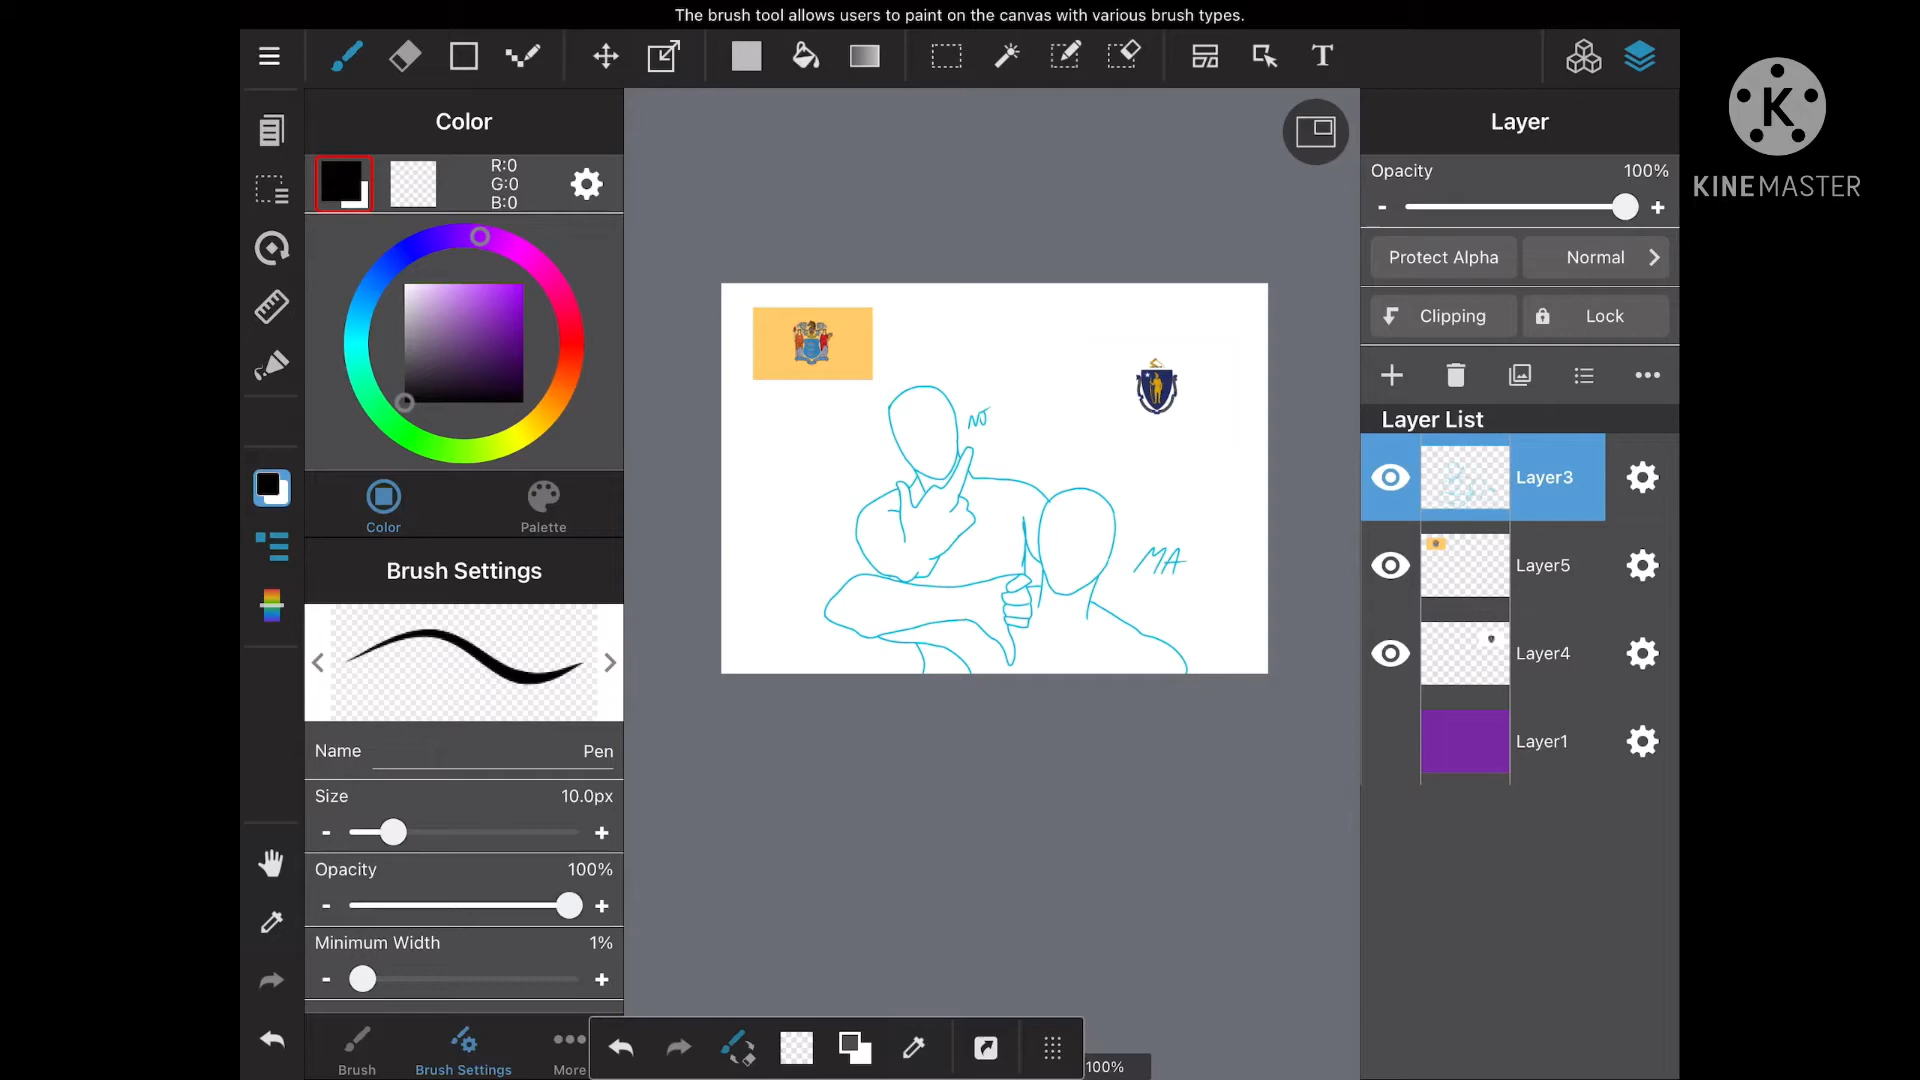 The brush tool allows users to paint on the canvas with various brush types.
T
K
KINEMASTER
Color
R:0
G:0
B:0
Color
Palette
Brush Settings
Name Pen
Size 10.0px
- +
Opacity 100%
- +
Minimum Width 1%
- +
Brush
Brush Settings
More
NJ
MA
100%
Layer
Opacity 100%
- +
Protect Alpha
Normal
Clipping
Lock
Layer List
Layer3
Layer5
Layer4
Layer1